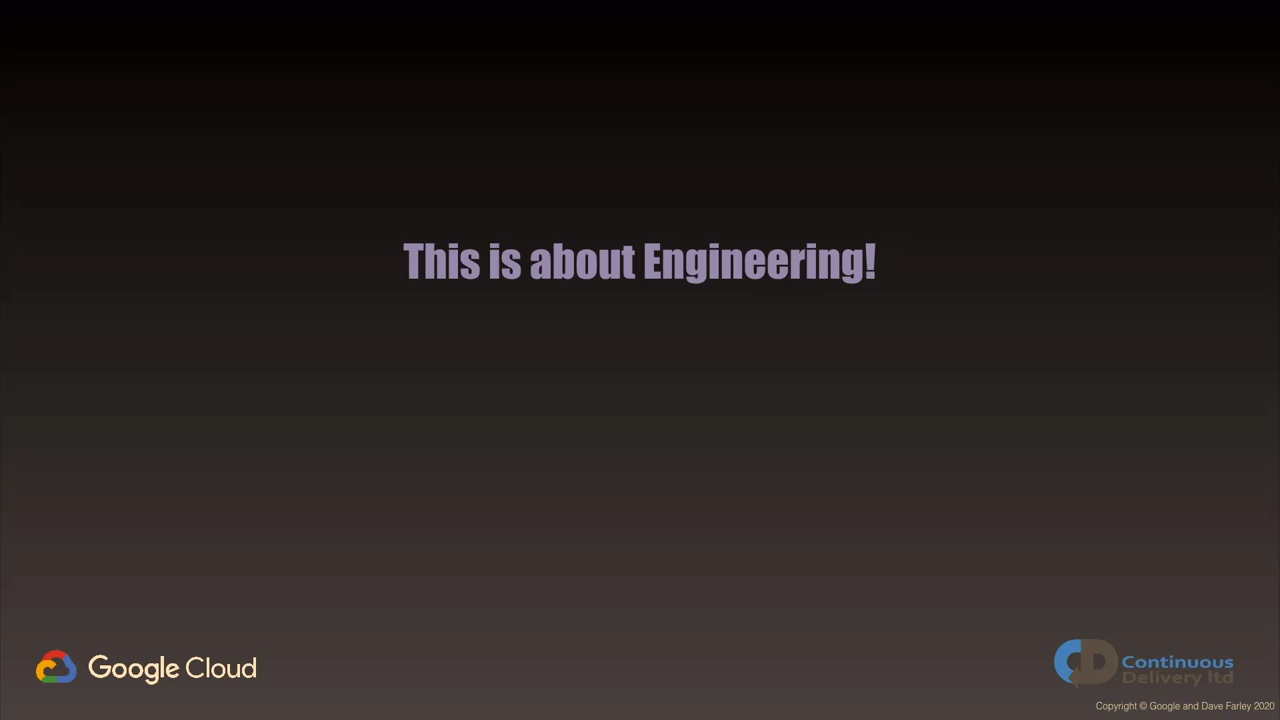 This is about Engineering!
Google Cloud
Continuous
Delivery ltd
Copyright © Google and Dave Farley 2020